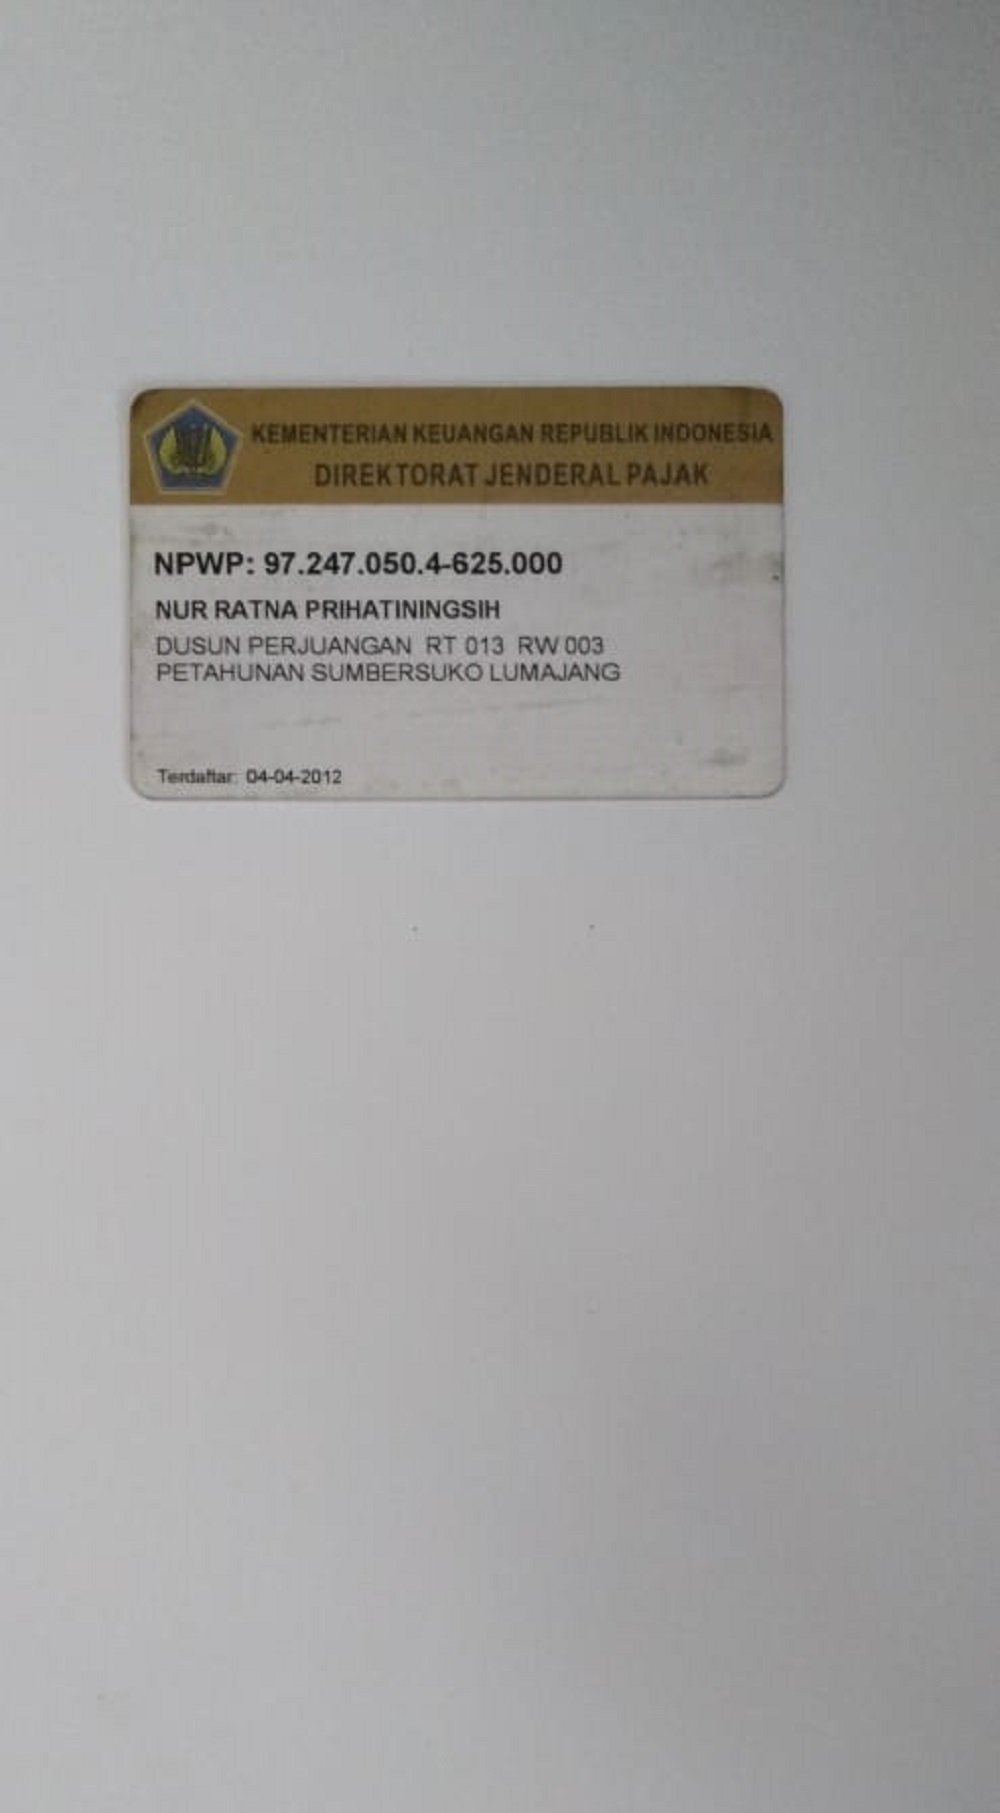 KEMENTERIAN KEUANGAN REPUBLIK INDONESIA
DIREKTORAT JENDERAL PAJAK
NPWP: 97.247.050.4-625.000
NUR RATNA PRIHATININGSIH
DUSUN PERJUANGAN RT 013 RW 003
PETAHUNAN SUMBERSUKO LUMAJANG
Terdaftar: 04-04-2012